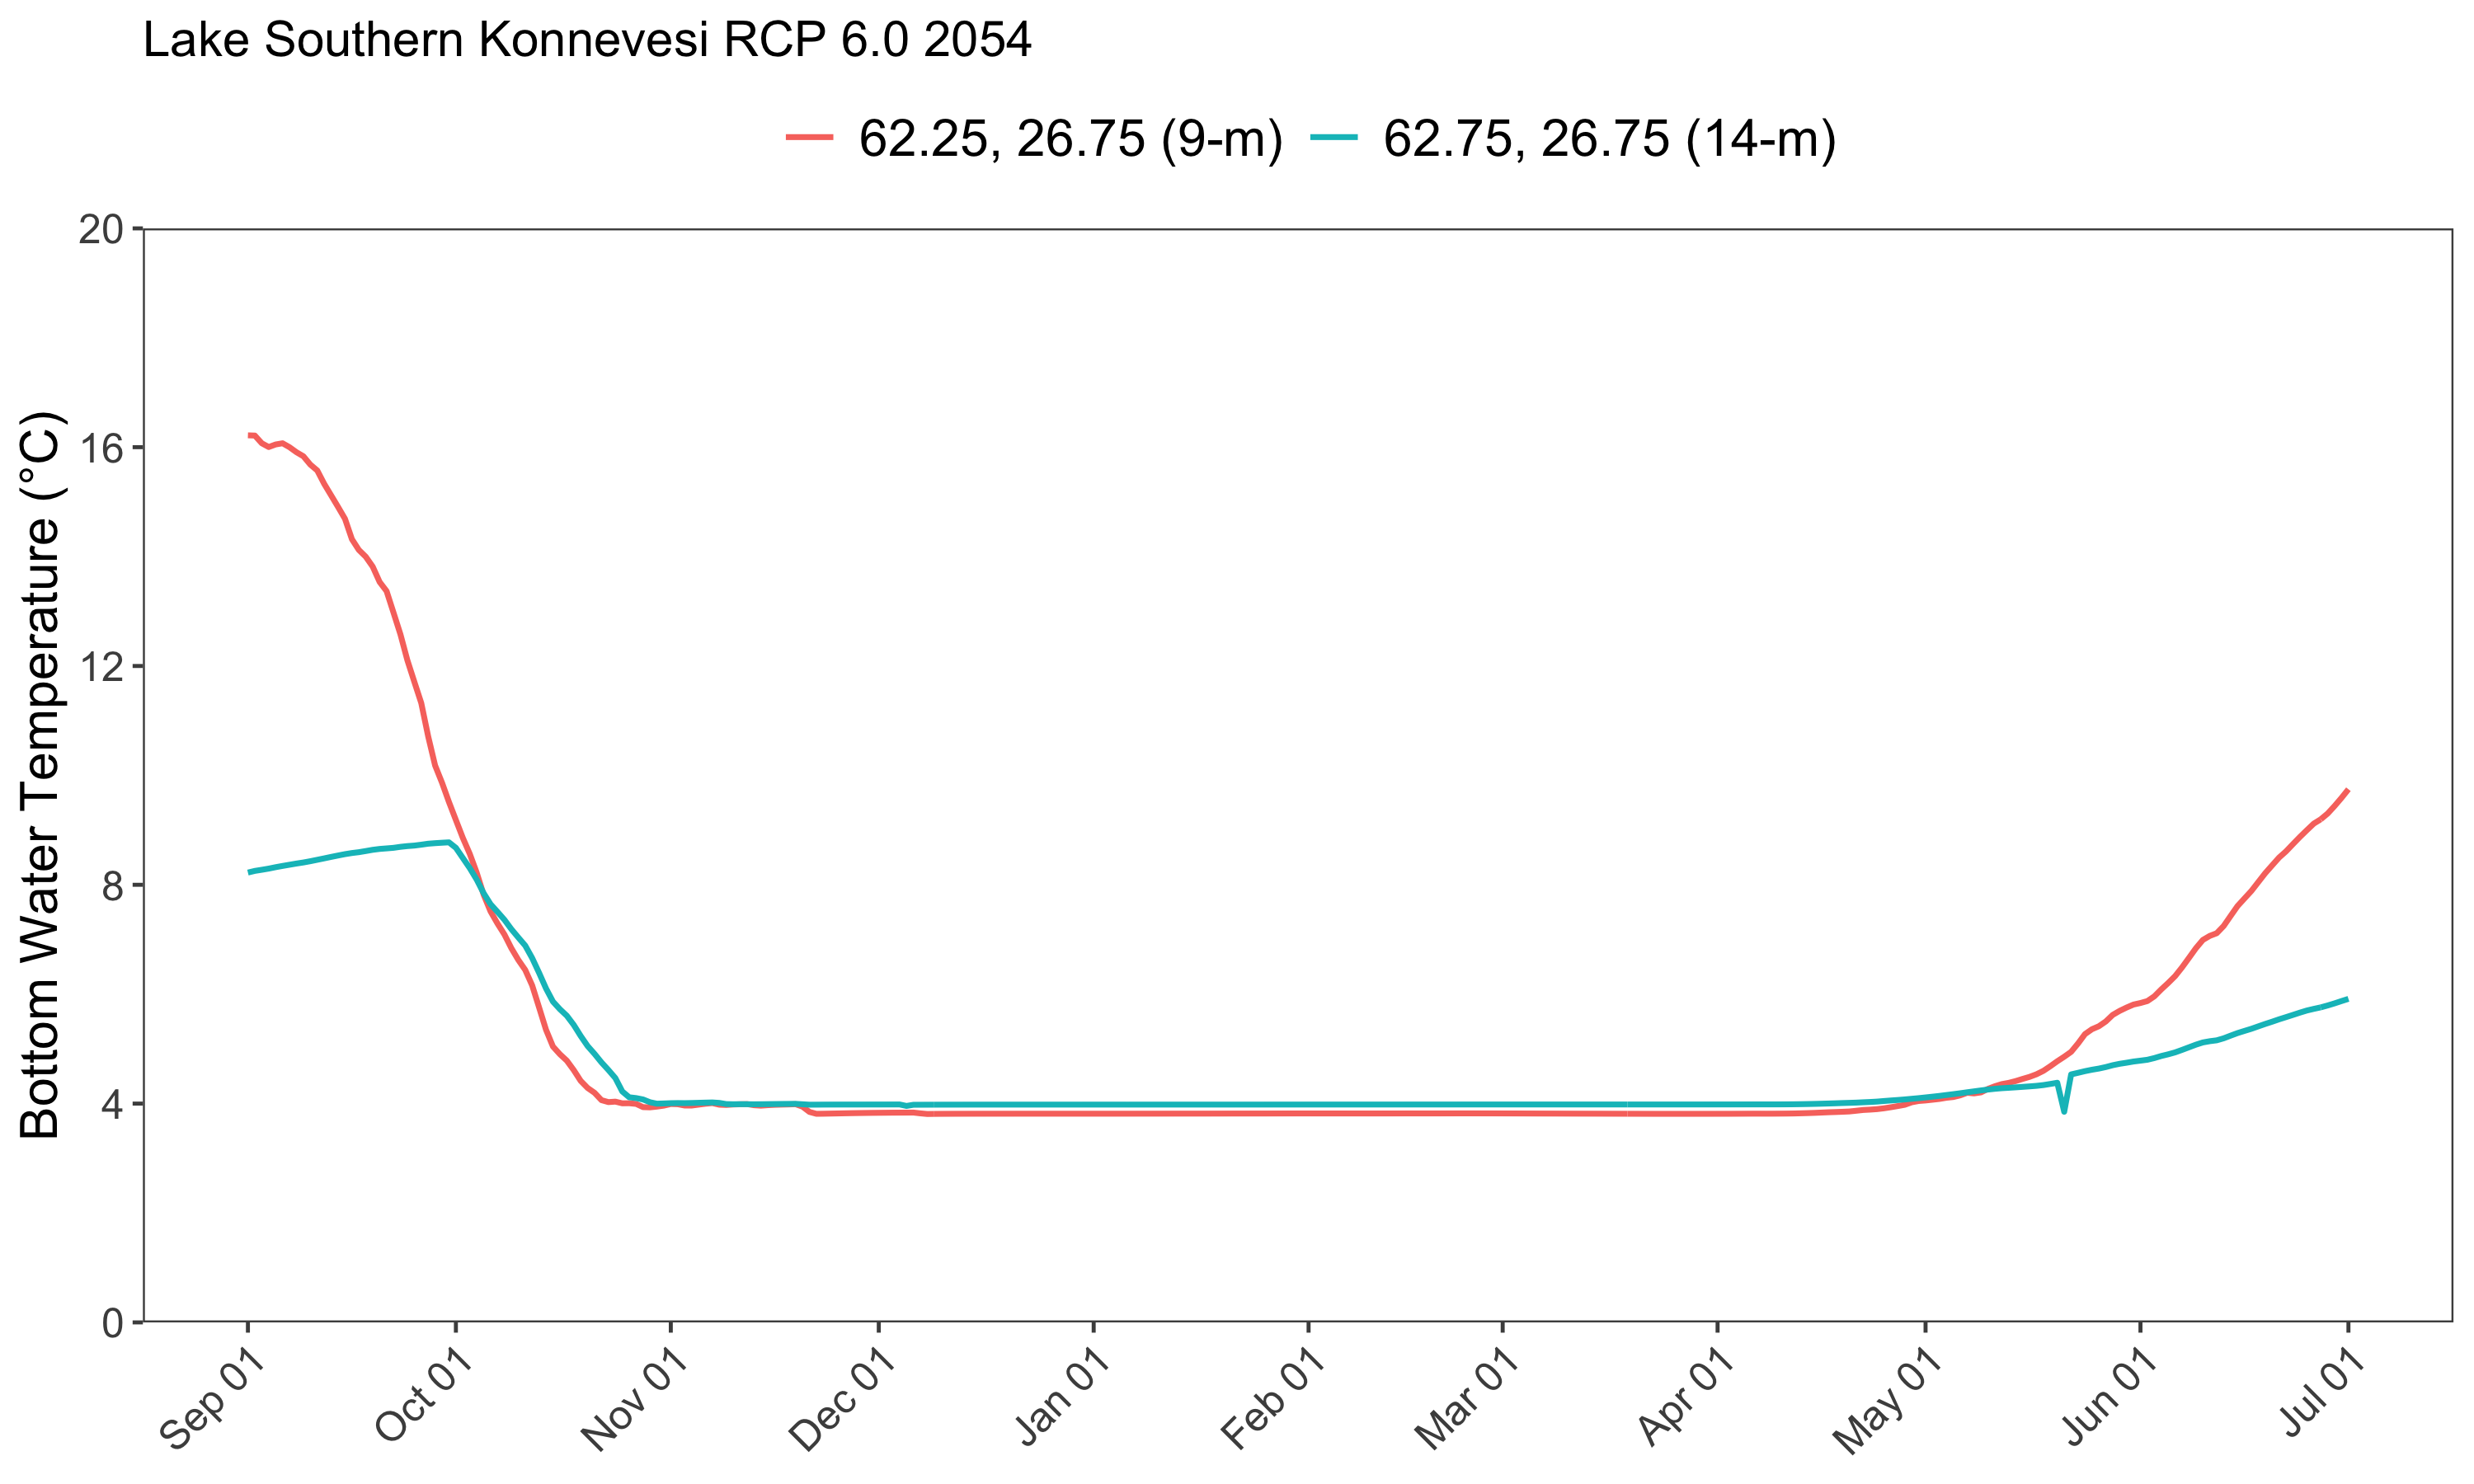 Lake Southern Konnevesi RCP 6.0 2054
62.25, 26.75 (9-m) 62.75, 26.75 (14-m)
Bottom Water Temperature (°C)
20
16
12
8
4
0
Sep 01 Oct 01 Nov 01 Dec 01 Jan 01 Feb 01 Mar 01 Apr 01 May 01 Jun 01 Jul 01